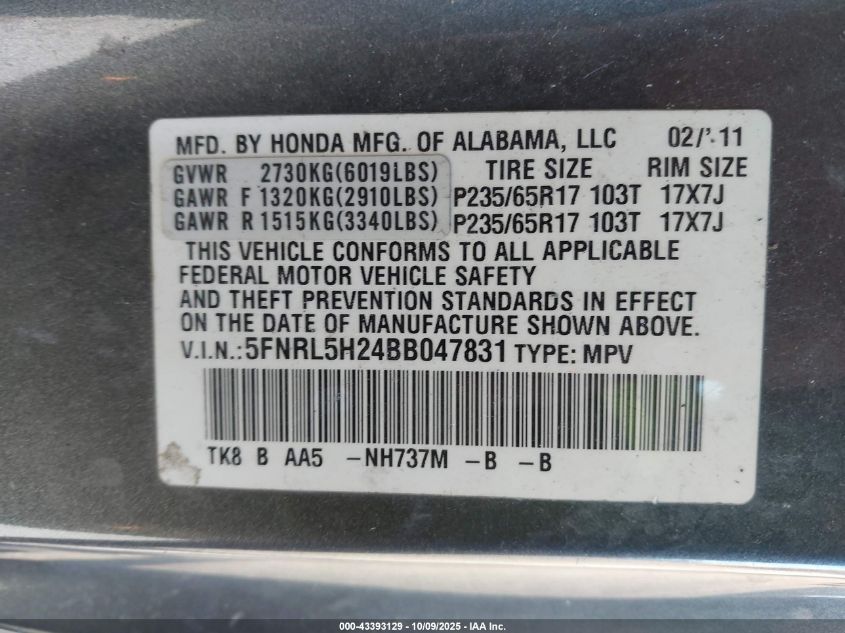 MFD. BY HONDA MFG. OF ALABAMA, LLC 02/'11
GVWR 2730KG(6019LBS) TIRE SIZE RIM SIZE
GAWR F 1320KG(2910LBS) P235/65R17 103T 17X7J
GAWR R 1515KG(3340LBS) P235/65R17 103T 17X7J
THIS VEHICLE CONFORMS TO ALL APPLICABLE
FEDERAL MOTOR VEHICLE SAFETY
AND THEFT PREVENTION STANDARDS IN EFFECT
ON THE DATE OF MANUFACTURE SHOWN ABOVE.
V.I.N.:5FNRL5H24BB047831 TYPE: MPV
TK8 B AA5 -NH737M -B -B
000-43393129 - 10/09/2025 - IAA Inc.